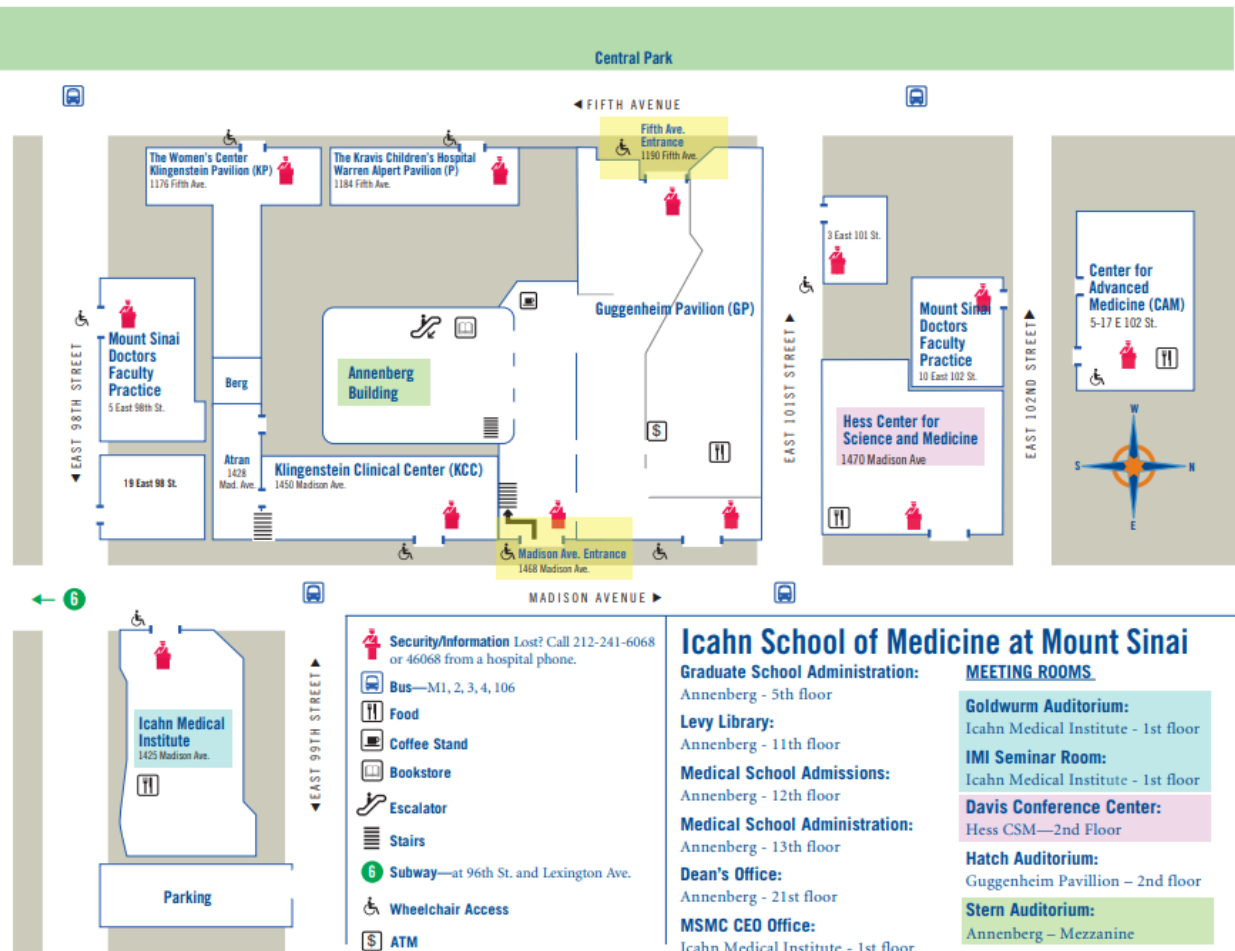 Central Park
◄ FIFTH AVENUE
Fifth Ave.
Entrance
1190 Fifth Ave.
The Women's Center
Klingenstein Pavilion (KP)
1176 Fifth Ave.
The Kravis Children's Hospital
Warren Alpert Pavilion (P)
1184 Fifth Ave.
3 East 101 St.
Guggenheim Pavilion (GP)
Mount Sinai
Doctors
Faculty
Practice
5 East 98th St.
Annenberg
Building
Berg
Atran
1428
Mad. Ave.
Klingenstein Clinical Center (KCC)
1450 Madison Ave.
19 East 98 St.
◄ EAST 98TH STREET
EAST 101ST STREET ►
Mount Sinai
Doctors
Faculty
Practice
10 East 102 St.
EAST 102ND STREET ►
Center for
Advanced
Medicine (CAM)
5-17 E 102 St.
Hess Center for
Science and Medicine
1470 Madison Ave
$
W
S
N
E
Madison Ave. Entrance
1468 Madison Ave.
MADISON AVENUE ►
← 6
Icahn Medical
Institute
1425 Madison Ave.
Parking
◄ EAST 99TH STREET ►
Security/Information Lost? Call 212-241-6068
or 46068 from a hospital phone.
Bus—M1, 2, 3, 4, 106
Food
Coffee Stand
Bookstore
Escalator
Stairs
6 Subway—at 96th St. and Lexington Ave.
Wheelchair Access
$ ATM
Icahn School of Medicine at Mount Sinai
Graduate School Administration:
Annenberg - 5th floor
Levy Library:
Annenberg - 11th floor
Medical School Admissions:
Annenberg - 12th floor
Medical School Administration:
Annenberg - 13th floor
Dean's Office:
Annenberg - 21st floor
MSMC CEO Office:
Icahn Medical Institute - 1st floor
MEETING ROOMS
Goldwurm Auditorium:
Icahn Medical Institute - 1st floor
IMI Seminar Room:
Icahn Medical Institute - 1st floor
Davis Conference Center:
Hess CSM—2nd Floor
Hatch Auditorium:
Guggenheim Pavillion – 2nd floor
Stern Auditorium:
Annenberg – Mezzanine